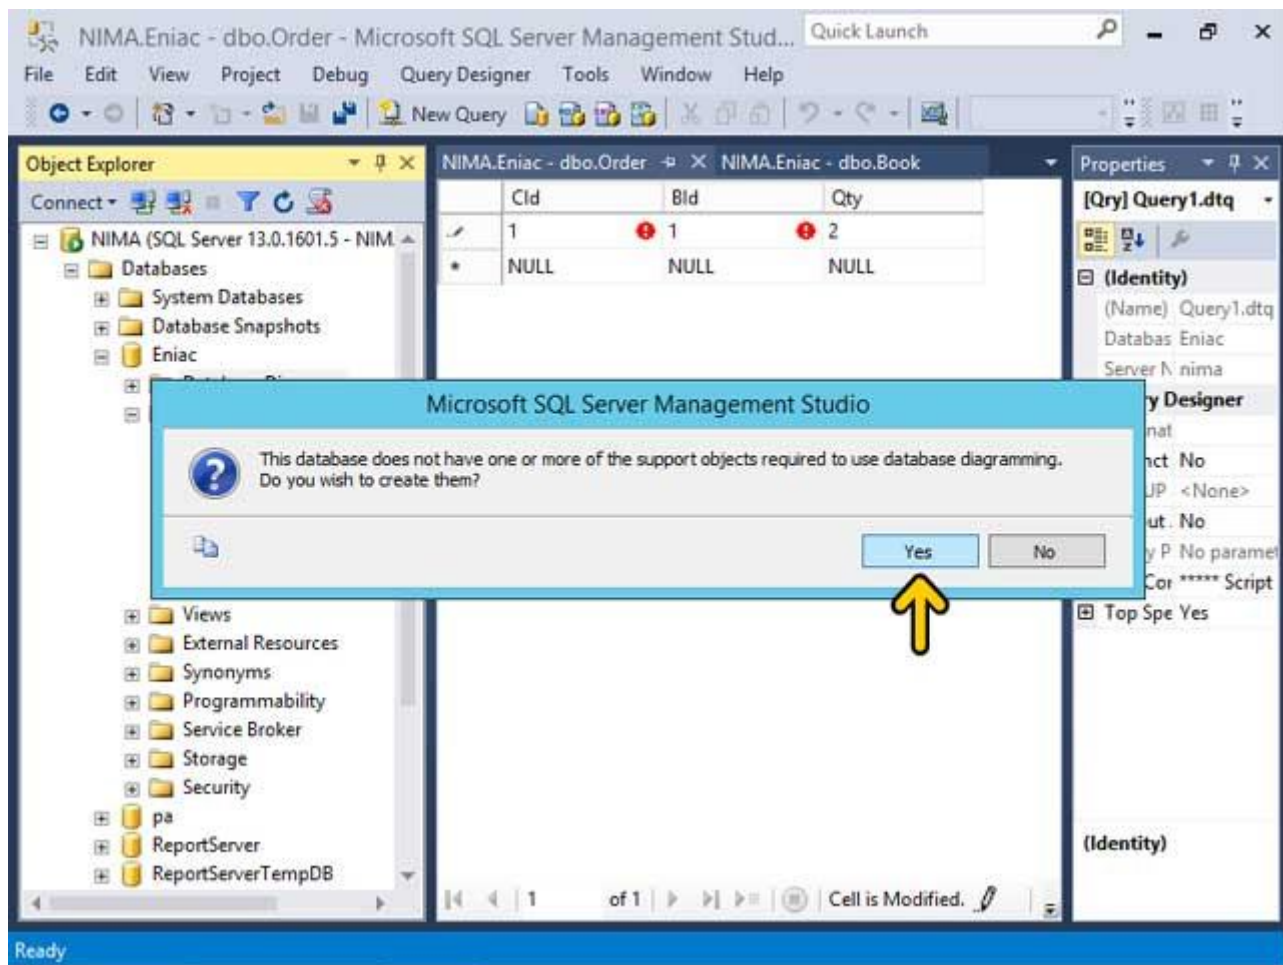 NIMA.Eniac - dbo.Order - Microsoft SQL Server Management Stud...
Quick Launch
File Edit View Project Debug Query Designer Tools Window Help
New Query
Object Explorer
Connect
NIMA (SQL Server 13.0.1601.5 - NIM
Databases
System Databases
Database Snapshots
Eniac
Views
External Resources
Synonyms
Programmability
Service Broker
Storage
Security
pa
ReportServer
ReportServerTempDB
NIMA.Eniac - dbo.Order NIMA.Eniac - dbo.Book
CId BId Qty
1 1 2
NULL NULL NULL
Microsoft SQL Server Management Studio
This database does not have one or more of the support objects required to use database diagramming.
Do you wish to create them?
Yes No
1 of 1 Cell is Modified.
Properties
[Qry] Query1.dtq
(Identity)
(Name) Query1.dtq
Databas Eniac
Server N nima
y Designer
nat
nct No
UP <None>
ut. No
y P No paramet
Cor ***** Script
Top Spe Yes
(Identity)
Ready